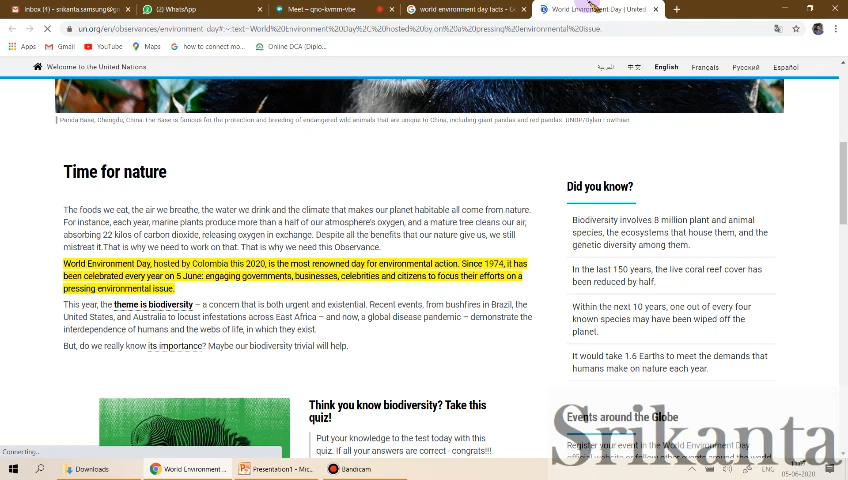 Inbox (4) - srikanta.samsung@gm
(2) WhatsApp
Meet – qno-kvmm-vbe
world environment day facts - G
World Environment Day | United
un.org/en/observances/environment-day#:~:text=World%20Environment%20Day%2C%20hosted%20by,on%20a%20pressing%20environmental%20issue.
Apps
Gmail
YouTube
Maps
how to connect mo...
Online DCA (Diplo...
Welcome to the United Nations
العربية
中文
English
Français
Русский
Español
Panda Base, Chengdu, China. The Base is famous for the protection and breeding of endangered wild animals that are unique to China, including giant pandas and red pandas. UNDP/Dylan Lowthian
Time for nature
The foods we eat, the air we breathe, the water we drink and the climate that makes our planet habitable all come from nature.
For instance, each year, marine plants produce more than a half of our atmosphere's oxygen, and a mature tree cleans our air,
absorbing 22 kilos of carbon dioxide, releasing oxygen in exchange. Despite all the benefits that our nature give us, we still
mistreat it.That is why we need to work on that. That is why we need this Observance.
World Environment Day, hosted by Colombia this 2020, is the most renowned day for environmental action. Since 1974, it has
been celebrated every year on 5 June: engaging governments, businesses, celebrities and citizens to focus their efforts on a
pressing environmental issue.
This year, the theme is biodiversity – a concern that is both urgent and existential. Recent events, from bushfires in Brazil, the
United States, and Australia to locust infestations across East Africa – and now, a global disease pandemic – demonstrate the
interdependence of humans and the webs of life, in which they exist.
But, do we really know its importance? Maybe our biodiversity trivial will help.
Think you know biodiversity? Take this
quiz!
Put your knowledge to the test today with this
quiz. If all your answers are correct - congrats!!!
Did you know?
Biodiversity involves 8 million plant and animal
species, the ecosystems that house them, and the
genetic diversity among them.
In the last 150 years, the live coral reef cover has
been reduced by half.
Within the next 10 years, one out of every four
known species may have been wiped off the
planet.
It would take 1.6 Earths to meet the demands that
humans make on nature each year.
Events around the Globe
Register your event in the World Environment Day
official website or follow other events around the world
Srikanta
Connecting...
Downloads
World Environment ...
Presentation1 - Mic...
Bandicam
ENG
05-06-2020